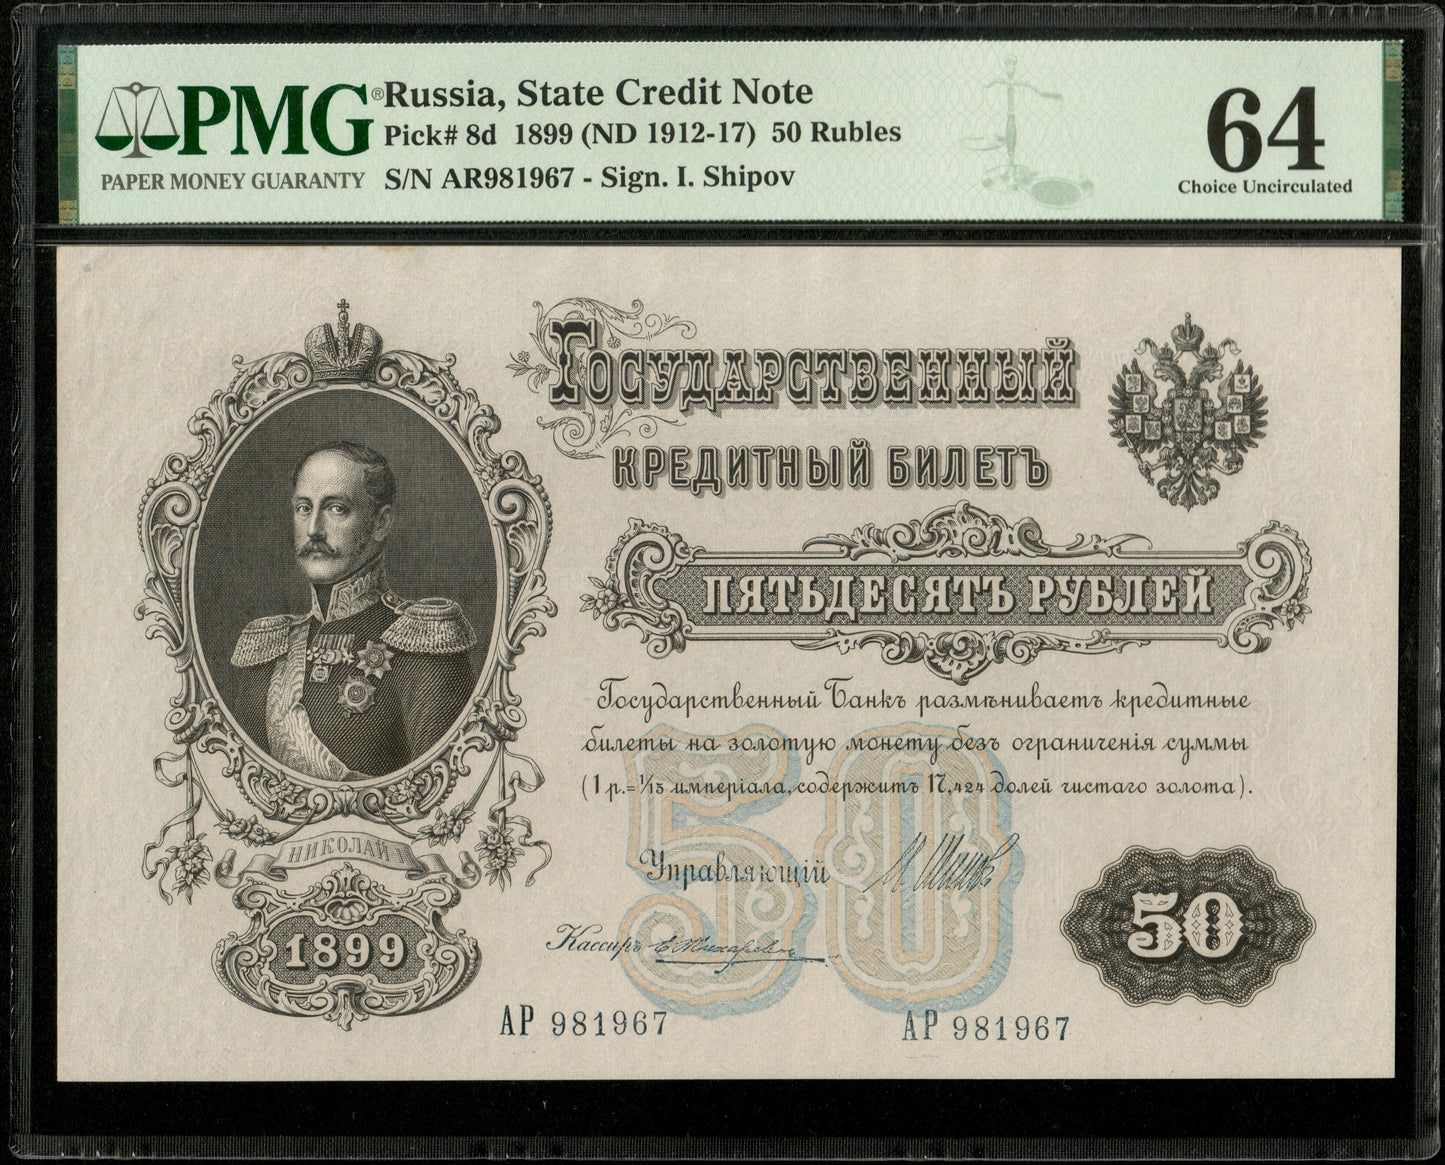 PMG®
PAPER MONEY GUARANTY
Russia, State Credit Note
Pick# 8d 1899 (ND 1912-17) 50 Rubles
S/N AR981967 - Sign. I. Shipov
64
Choice Uncirculated
Государственный
кредитный билетъ
ПЯТЬДЕСЯТЪ РУБЛЕЙ
Государственный Банкъ размѣниваетъ кредитные
билеты на золотую монету безъ ограниченія суммы
(1 р.=1/15 имперіала, содержитъ 17,424 долей чистаго золота).
50
Управляющій
Кассиръ
НИКОЛАЙ I
1899
50
АР 981967
АР 981967